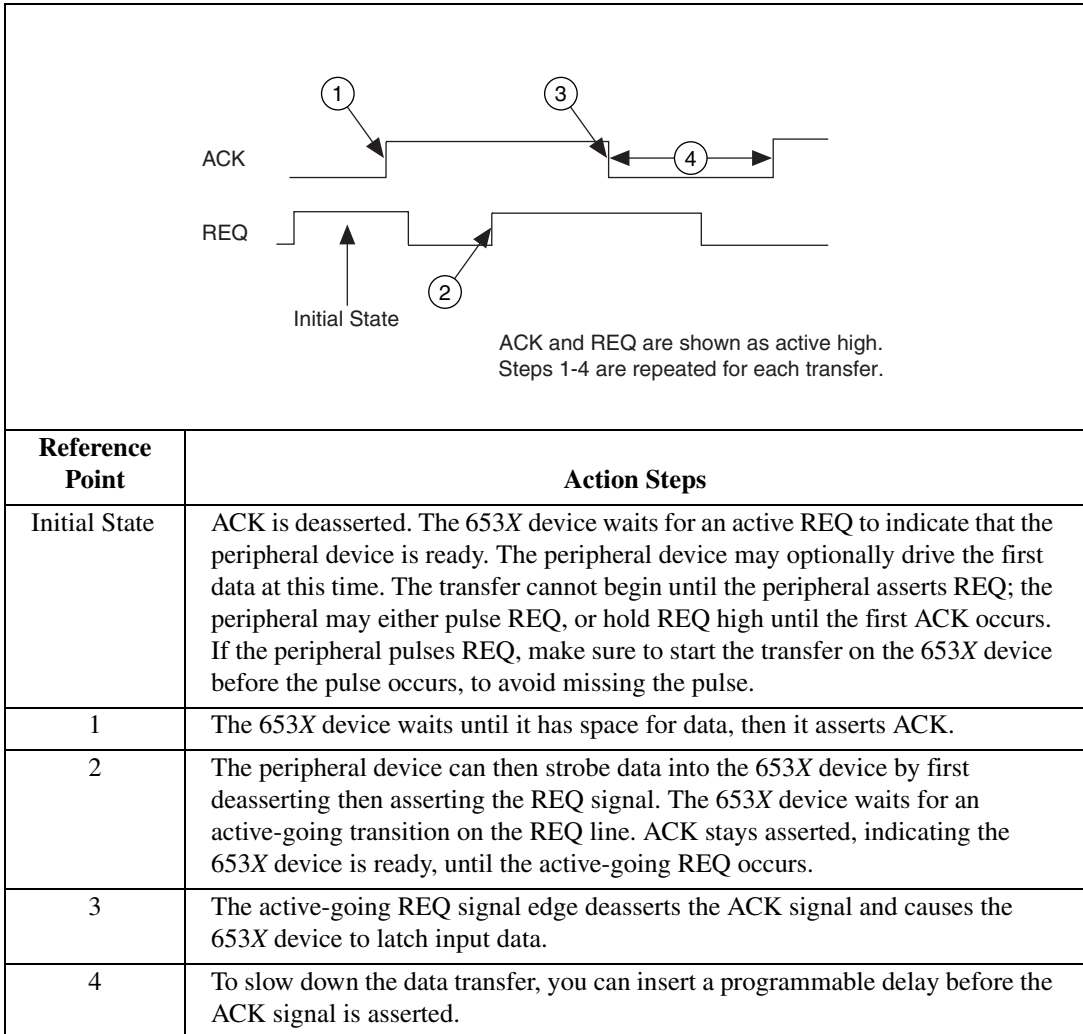 1
3
ACK
4
REQ
2
Initial State
ACK and REQ are shown as active high.
Steps 1-4 are repeated for each transfer.
Reference
Point
Action Steps
Initial State
ACK is deasserted. The 653X device waits for an active REQ to indicate that the
peripheral device is ready. The peripheral device may optionally drive the first
data at this time. The transfer cannot begin until the peripheral asserts REQ; the
peripheral may either pulse REQ, or hold REQ high until the first ACK occurs.
If the peripheral pulses REQ, make sure to start the transfer on the 653X device
before the pulse occurs, to avoid missing the pulse.
1
The 653X device waits until it has space for data, then it asserts ACK.
2
The peripheral device can then strobe data into the 653X device by first
deasserting then asserting the REQ signal. The 653X device waits for an
active-going transition on the REQ line. ACK stays asserted, indicating the
653X device is ready, until the active-going REQ occurs.
3
The active-going REQ signal edge deasserts the ACK signal and causes the
653X device to latch input data.
4
To slow down the data transfer, you can insert a programmable delay before the
ACK signal is asserted.